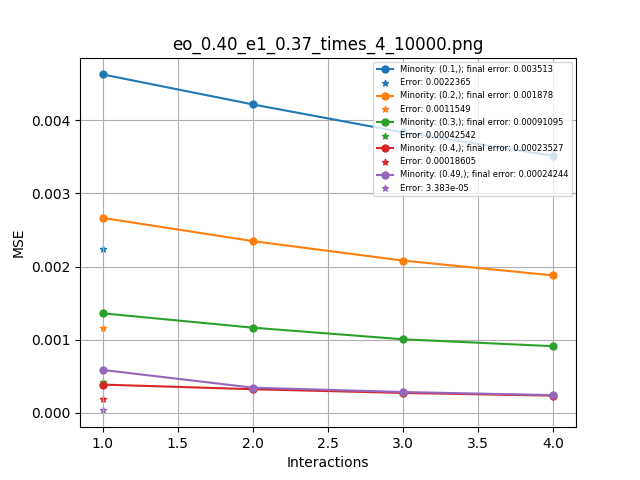 eo_0.40_e1_0.37_times_4_10000.png
Minority: (0.1,); final error: 0.003513
Error: 0.0022365
Minority: (0.2,); final error: 0.001878
Error: 0.0011549
Minority: (0.3,); final error: 0.00091095
Error: 0.00042542
Minority: (0.4,); final error: 0.00023527
Error: 0.00018605
Minority: (0.49,); final error: 0.00024244
Error: 3.383e-05
MSE
0.004
0.003
0.002
0.001
0.000
1.0 1.5 2.0 2.5 3.0 3.5 4.0
Interactions